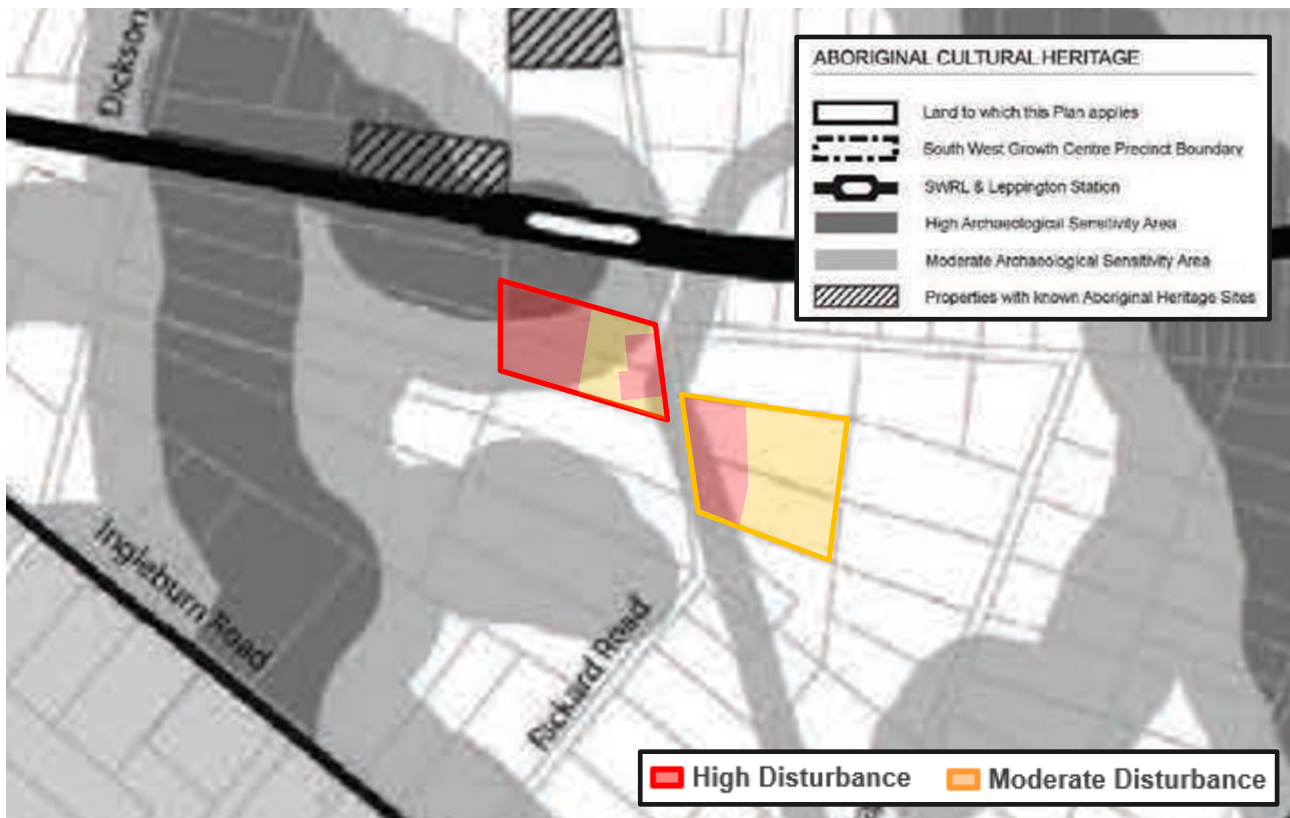 Dickson
ABORIGINAL CULTURAL HERITAGE
Land to which this Plan applies
South West Growth Centre Precinct Boundary
SWRL & Leppington Station
High Archaeological Sensitivity Area
Moderate Archaeological Sensitivity Area
Properties with known Aboriginal Heritage Sites
Ingleburn Road
Rickard Road
High Disturbance
Moderate Disturbance